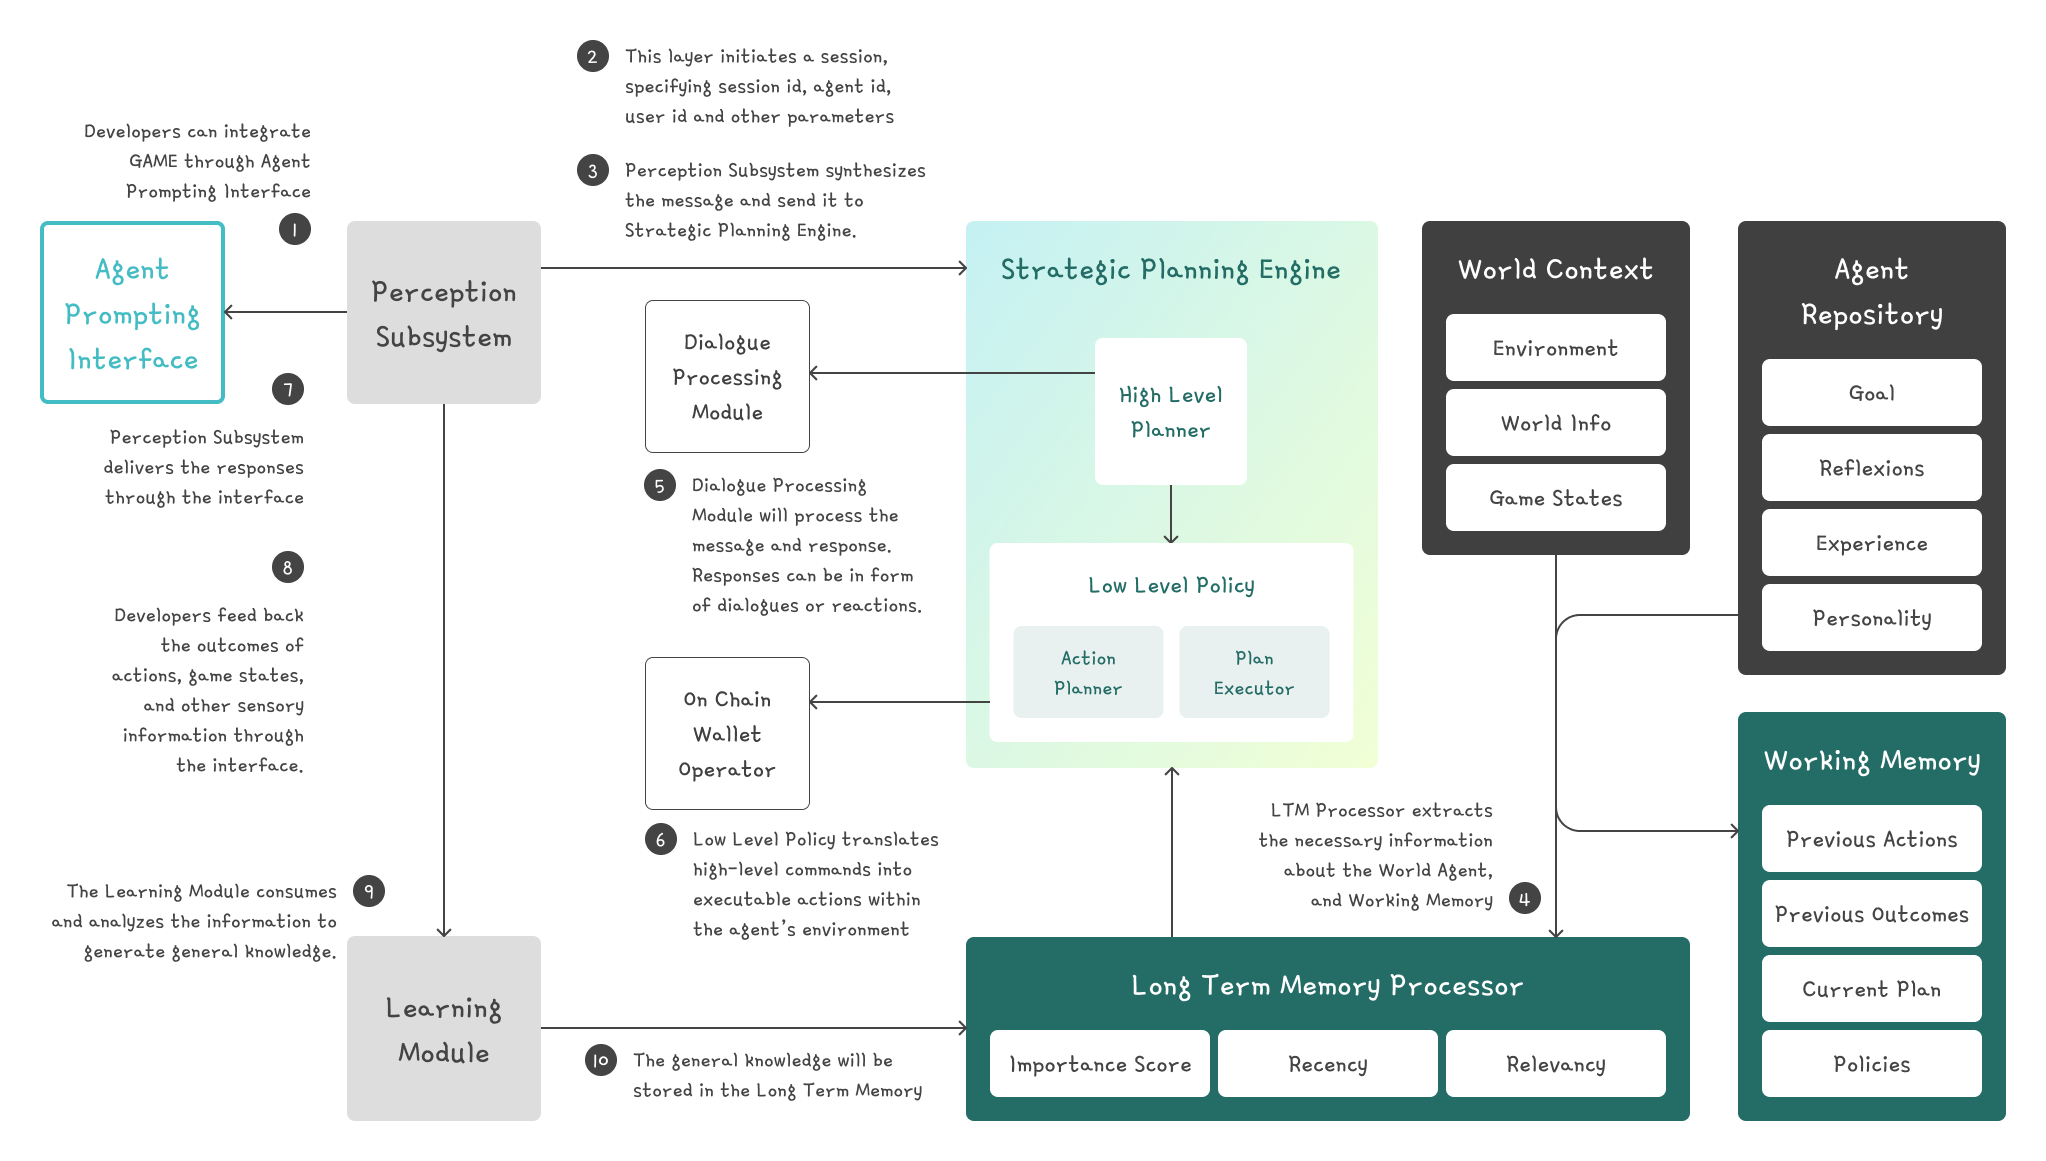 2
This layer initiates a session,
specifying session id, agent id,
user id and other parameters
Developers can integrate
GAME through Agent
Prompting Interface
1
3
Perception Subsystem synthesizes
the message and send it to
Strategic Planning Engine.
Agent
Prompting
Interface
Perception
Subsystem
7
Perception Subsystem
delivers the responses
through the interface
8
Developers feed back
the outcomes of
actions, game states,
and other sensory
information through
the interface.
Dialogue
Processing
Module
5
Dialogue Processing
Module will process the
message and response.
Responses can be in form
of dialogues or reactions.
On Chain
Wallet
Operator
6
Low Level Policy translates
high-level commands into
executable actions within
the agent's environment
Strategic Planning Engine
High Level
Planner
Low Level Policy
Action
Planner
Plan
Executor
World Context
Environment
World Info
Game States
Agent
Repository
Goal
Reflexions
Experience
Personality
LTM Processor extracts
the necessary information
about the World Agent,
and Working Memory
4
Working Memory
Previous Actions
Previous Outcomes
Current Plan
Policies
The Learning Module consumes
and analyzes the information to
generate general knowledge.
9
Learning
Module
10
The general knowledge will be
stored in the Long Term Memory
Long Term Memory Processor
Importance Score
Recency
Relevancy